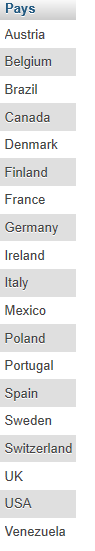 Pays
Austria
Belgium
Brazil
Canada
Denmark
Finland
France
Germany
Ireland
Italy
Mexico
Poland
Portugal
Spain
Sweden
Switzerland
UK
USA
Venezuela